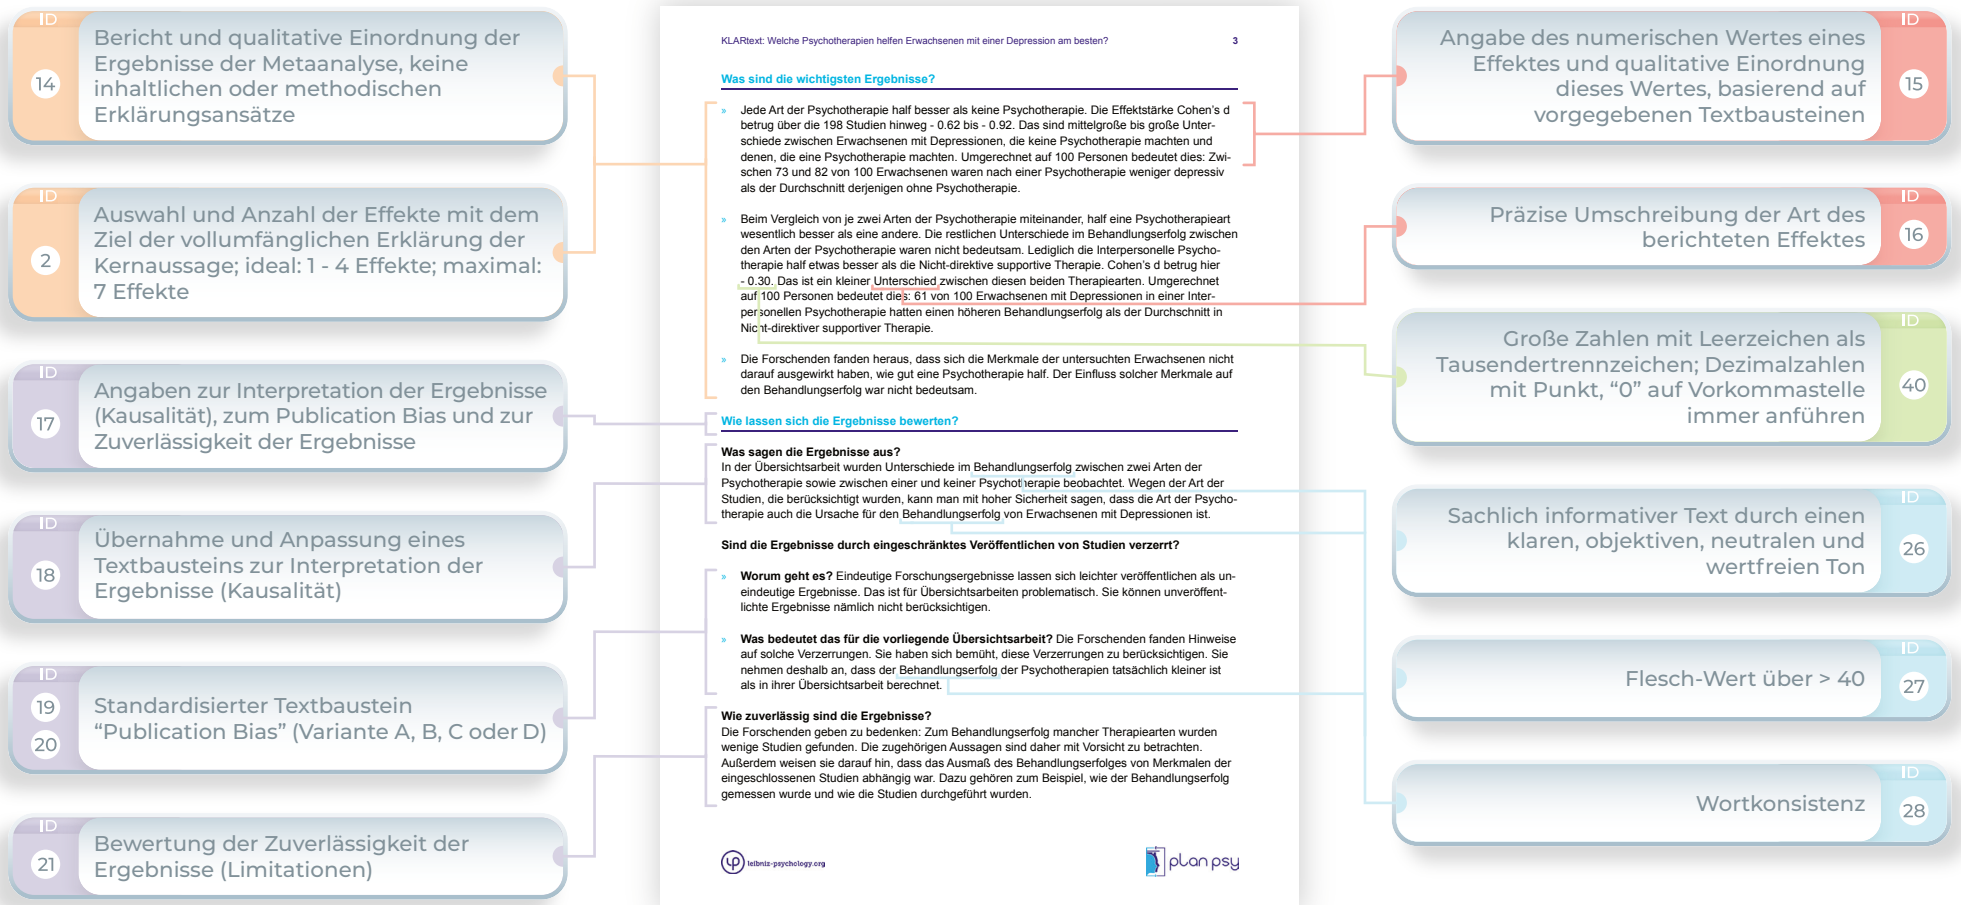 ID
14
Bericht und qualitative Einordnung der
Ergebnisse der Metaanalyse, keine
inhaltlichen oder methodischen
Erklärungsansätze
ID
2
Auswahl und Anzahl der Effekte mit dem
Ziel der vollumfänglichen Erklärung der
Kernaussage; ideal: 1 - 4 Effekte; maximal:
7 Effekte
ID
17
Angaben zur Interpretation der Ergebnisse
(Kausalität), zum Publication Bias und zur
Zuverlässigkeit der Ergebnisse
ID
18
Übernahme und Anpassung eines
Textbausteins zur Interpretation der
Ergebnisse (Kausalität)
ID
19
20
Standardisierter Textbaustein
“Publication Bias” (Variante A, B, C oder D)
ID
21
Bewertung der Zuverlässigkeit der
Ergebnisse (Limitationen)
KLARtext: Welche Psychotherapien helfen Erwachsenen mit einer Depression am besten? 3
Was sind die wichtigsten Ergebnisse?
» Jede Art der Psychotherapie half besser als keine Psychotherapie. Die Effektstärke Cohen’s d
betrug über die 198 Studien hinweg - 0.62 bis - 0.92. Das sind mittelgroße bis große Unter-
schiede zwischen Erwachsenen mit Depressionen, die keine Psychotherapie machten und
denen, die eine Psychotherapie machten. Umgerechnet auf 100 Personen bedeutet dies: Zwi-
schen 73 und 82 von 100 Erwachsenen waren nach einer Psychotherapie weniger depressiv
als der Durchschnitt derjenigen ohne Psychotherapie.
» Beim Vergleich von je zwei Arten der Psychotherapie miteinander, half eine Psychotherapieart
wesentlich besser als eine andere. Die restlichen Unterschiede im Behandlungserfolg zwischen
den Arten der Psychotherapie waren nicht bedeutsam. Lediglich die Interpersonelle Psycho-
therapie half etwas besser als die Nicht-direktive supportive Therapie. Cohen’s d betrug hier
- 0.30. Das ist ein kleiner Unterschied zwischen diesen beiden Therapiearten. Umgerechnet
auf 100 Personen bedeutet dies: 61 von 100 Erwachsenen mit Depressionen in einer Inter-
personellen Psychotherapie hatten einen höheren Behandlungserfolg als der Durchschnitt in
Nicht-direktiver supportiver Therapie.
» Die Forschenden fanden heraus, dass sich die Merkmale der untersuchten Erwachsenen nicht
darauf ausgewirkt haben, wie gut eine Psychotherapie half. Der Einfluss solcher Merkmale auf
den Behandlungserfolg war nicht bedeutsam.
Wie lassen sich die Ergebnisse bewerten?
Was sagen die Ergebnisse aus?
In der Übersichtsarbeit wurden Unterschiede im Behandlungserfolg zwischen zwei Arten der
Psychotherapie sowie zwischen einer und keiner Psychotherapie beobachtet. Wegen der Art der
Studien, die berücksichtigt wurden, kann man mit hoher Sicherheit sagen, dass die Art der Psycho-
therapie auch die Ursache für den Behandlungserfolg von Erwachsenen mit Depressionen ist.
Sind die Ergebnisse durch eingeschränktes Veröffentlichen von Studien verzerrt?
» Worum geht es? Eindeutige Forschungsergebnisse lassen sich leichter veröffentlichen als un-
eindeutige Ergebnisse. Das ist für Übersichtsarbeiten problematisch. Sie können unveröffent-
lichte Ergebnisse nämlich nicht berücksichtigen.
» Was bedeutet das für die vorliegende Übersichtsarbeit? Die Forschenden fanden Hinweise
auf solche Verzerrungen. Sie haben sich bemüht, diese Verzerrungen zu berücksichtigen. Sie
nehmen deshalb an, dass der Behandlungserfolg der Psychotherapien tatsächlich kleiner ist
als in ihrer Übersichtsarbeit berechnet.
Wie zuverlässig sind die Ergebnisse?
Die Forschenden geben zu bedenken: Zum Behandlungserfolg mancher Therapiearten wurden
wenige Studien gefunden. Die zugehörigen Aussagen sind daher mit Vorsicht zu betrachten.
Außerdem weisen sie darauf hin, dass das Ausmaß des Behandlungserfolges von Merkmalen der
eingeschlossenen Studien abhängig war. Dazu gehören zum Beispiel, wie der Behandlungserfolg
gemessen wurde und wie die Studien durchgeführt wurden.
leibniz-psychology.org
plan psy
ID
15
Angabe des numerischen Wertes eines
Effektes und qualitative Einordnung
dieses Wertes, basierend auf
vorgegebenen Textbausteinen
ID
16
Präzise Umschreibung der Art des
berichteten Effektes
ID
40
Große Zahlen mit Leerzeichen als
Tausendertrennzeichen; Dezimalzahlen
mit Punkt, “0” auf Vorkommastelle
immer anführen
ID
26
Sachlich informativer Text durch einen
klaren, objektiven, neutralen und
wertfreien Ton
ID
27
Flesch-Wert über > 40
ID
28
Wortkonsistenz